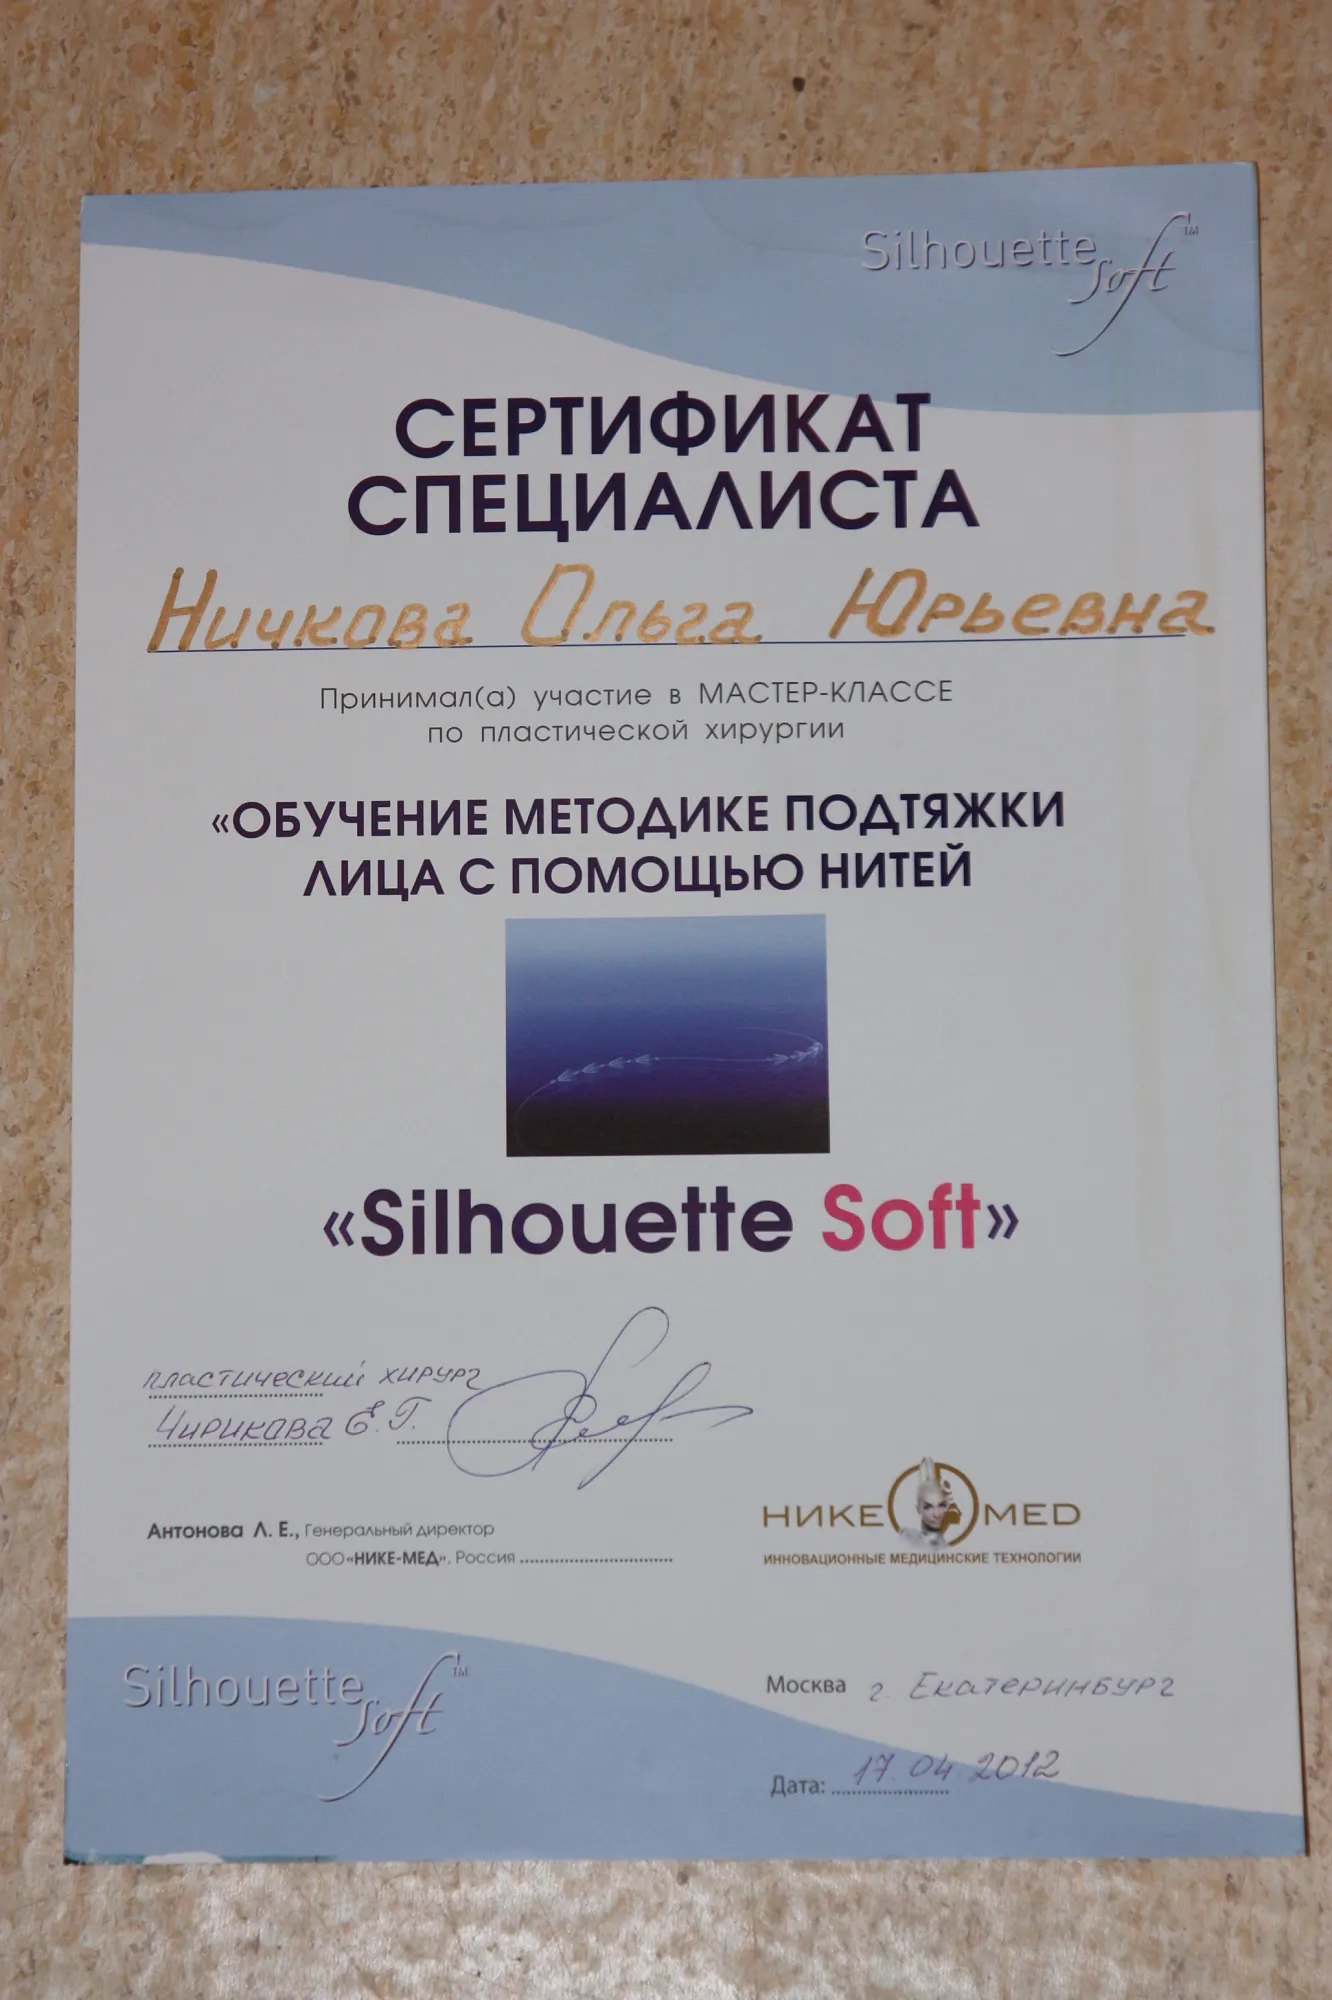 Silhouette soft™
СЕРТИФИКАТ
СПЕЦИАЛИСТА
Ничкова Ольга Юрьевна
Принимал(а) участие в МАСТЕР-КЛАССЕ
по пластической хирургии
«ОБУЧЕНИЕ МЕТОДИКЕ ПОДТЯЖКИ
ЛИЦА С ПОМОЩЬЮ НИТЕЙ
«Silhouette Soft»
пластический хирург
Чирикова Е.Г.
Антонова Л. Е., Генеральный директор
ООО «НИКЕ-МЕД», Россия
НИКЕ MED
ИННОВАЦИОННЫЕ МЕДИЦИНСКИЕ ТЕХНОЛОГИИ
Silhouette soft™
Москва г. Екатеринбург
Дата: 17.04.2012